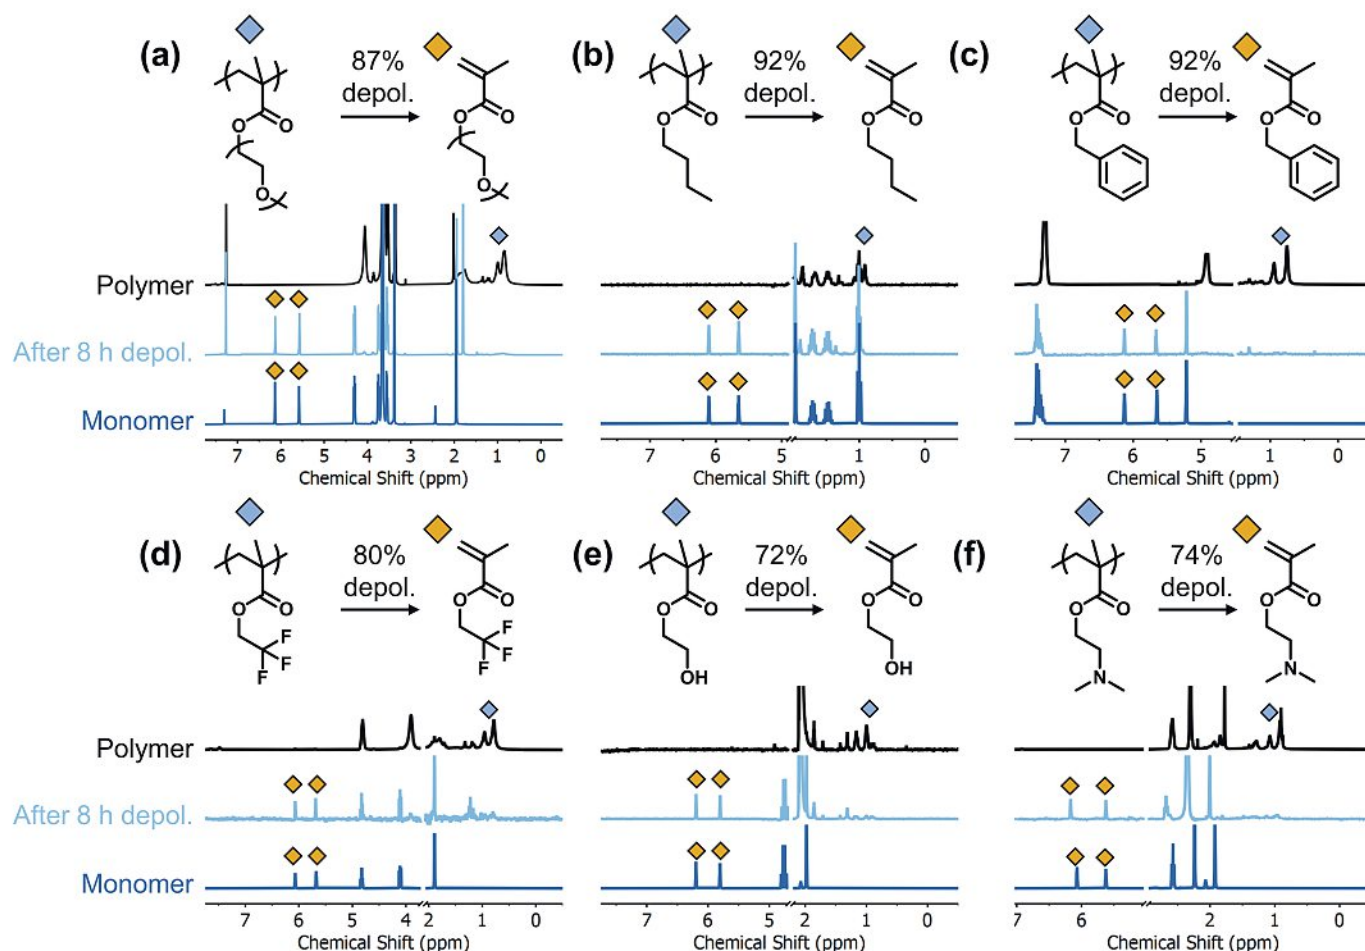 (a)
87%
depol.
O
O
O
(b)
92%
depol.
O
O
O
O
(c)
92%
depol.
O
O
O
O
O
O
Polymer
After 8 h depol.
Monomer
7 6 5 4 3 2 1 0
Chemical Shift (ppm)
7 6 5 1 0
Chemical Shift (ppm)
7 6 5 1 0
Chemical Shift (ppm)
(d)
80%
depol.
O
O
F
F
F
O
O
F
F
F
(e)
72%
depol.
O
O
OH
O
O
OH
(f)
74%
depol.
O
O
N
O
O
N
Polymer
After 8 h depol.
Monomer
7 6 5 4 2 1 0
Chemical Shift (ppm)
7 6 5 2 1 0
Chemical Shift (ppm)
7 6 2 1 0
Chemical Shift (ppm)